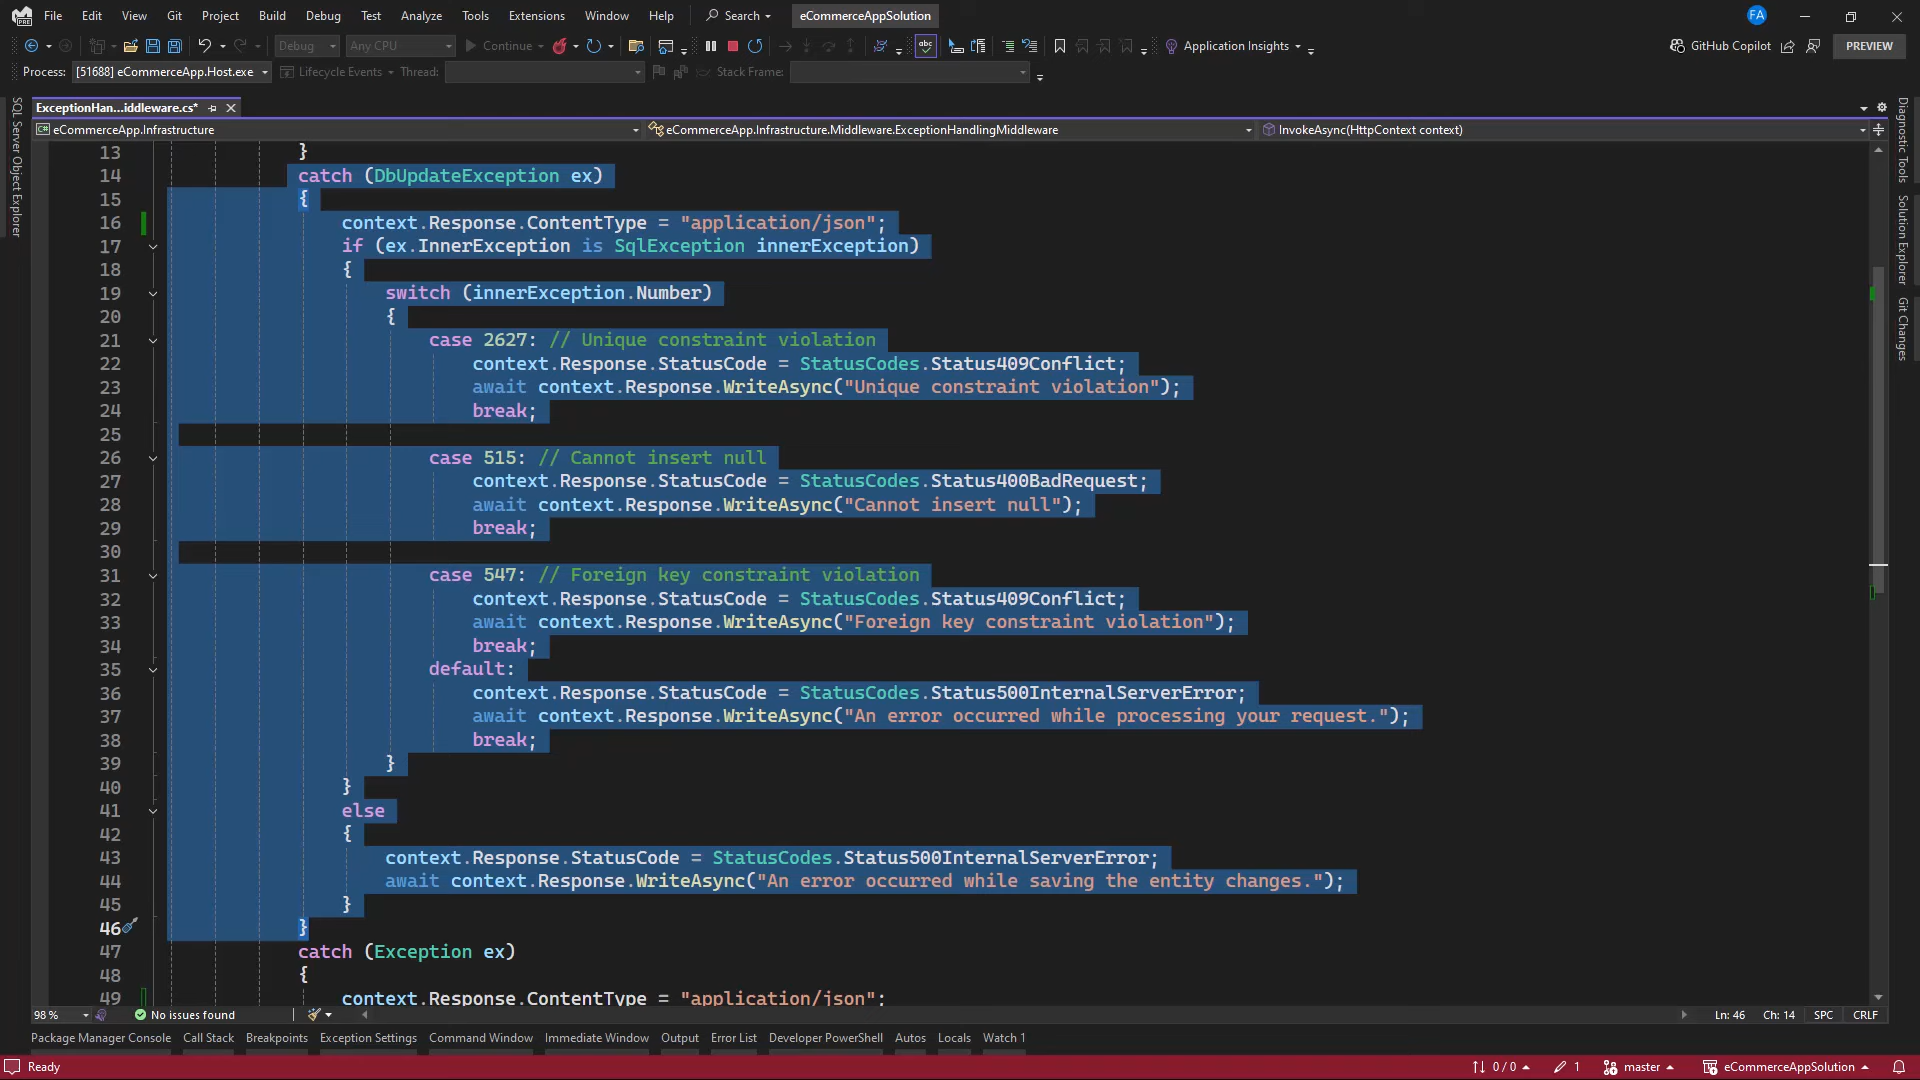 File Edit View Git Project Build Debug Test Analyze Tools Extensions Window Help Search eCommerceAppSolution FA
Debug Any CPU Continue abc Application Insights GitHub Copilot PREVIEW
Process: [51688] eCommerceApp.Host.exe Lifecycle Events Thread: Stack Frame:
ExceptionHan...iddleware.cs*
C# eCommerceApp.Infrastructure eCommerceApp.Infrastructure.Middleware.ExceptionHandlingMiddleware InvokeAsync(HttpContext context)
SQL Server Object Explorer
Diagnostic Tools
Solution Explorer
Git Changes
13 }
14 catch (DbUpdateException ex)
15 {
16 context.Response.ContentType = "application/json";
17 if (ex.InnerException is SqlException innerException)
18 {
19 switch (innerException.Number)
20 {
21 case 2627: // Unique constraint violation
22 context.Response.StatusCode = StatusCodes.Status409Conflict;
23 await context.Response.WriteAsync("Unique constraint violation");
24 break;
25
26 case 515: // Cannot insert null
27 context.Response.StatusCode = StatusCodes.Status400BadRequest;
28 await context.Response.WriteAsync("Cannot insert null");
29 break;
30
31 case 547: // Foreign key constraint violation
32 context.Response.StatusCode = StatusCodes.Status409Conflict;
33 await context.Response.WriteAsync("Foreign key constraint violation");
34 break;
35 default:
36 context.Response.StatusCode = StatusCodes.Status500InternalServerError;
37 await context.Response.WriteAsync("An error occurred while processing your request.");
38 break;
39 }
40 }
41 else
42 {
43 context.Response.StatusCode = StatusCodes.Status500InternalServerError;
44 await context.Response.WriteAsync("An error occurred while saving the entity changes.");
45 }
46 }
47 catch (Exception ex)
48 {
49 context.Response.ContentType = "application/json";
98 % No issues found Ln: 46 Ch: 14 SPC CRLF
Package Manager Console Call Stack Breakpoints Exception Settings Command Window Immediate Window Output Error List Developer PowerShell Autos Locals Watch 1
Ready 0 / 0 1 master eCommerceAppSolution